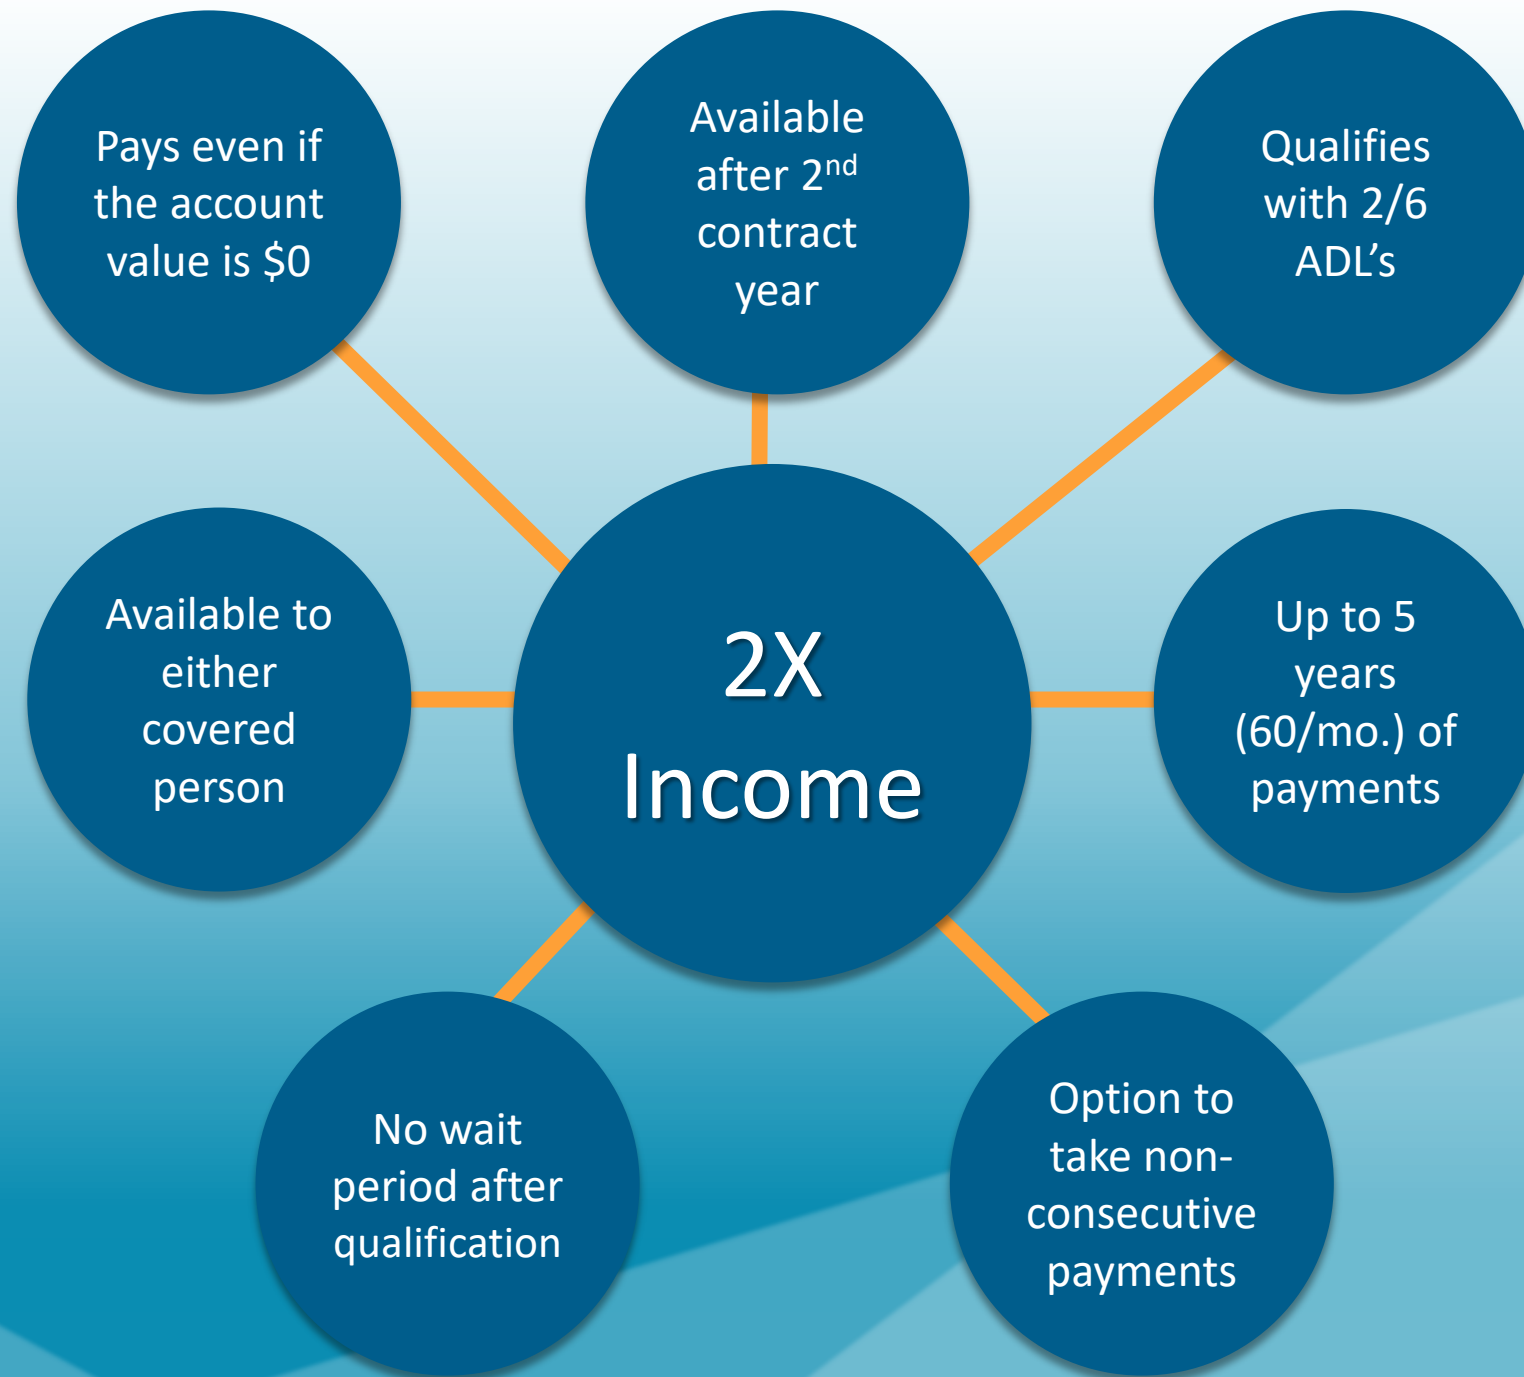 Pays even if
the account
value is $0
Available
after 2nd
contract
year
Qualifies
with 2/6
ADL’s
Available to
either
covered
person
2X
Income
Up to 5
years
(60/mo.) of
payments
No wait
period after
qualification
Option to
take non-
consecutive
payments